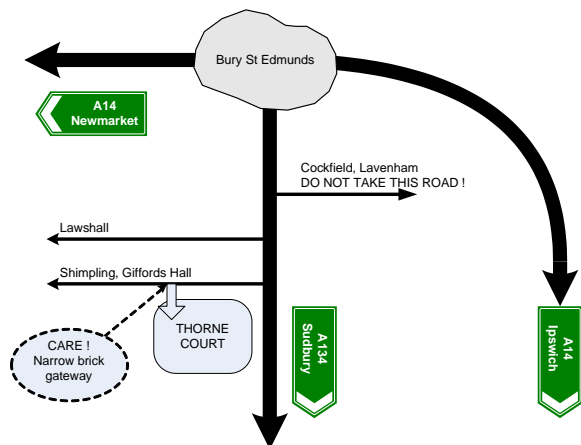 Bury St Edmunds
A14
Newmarket
Cockfield, Lavenham
DO NOT TAKE THIS ROAD !
Lawshall
Shimpling, Giffords Hall
THORNE
COURT
CARE !
Narrow brick
gateway
A134
Sudbury
A14
Ipswich